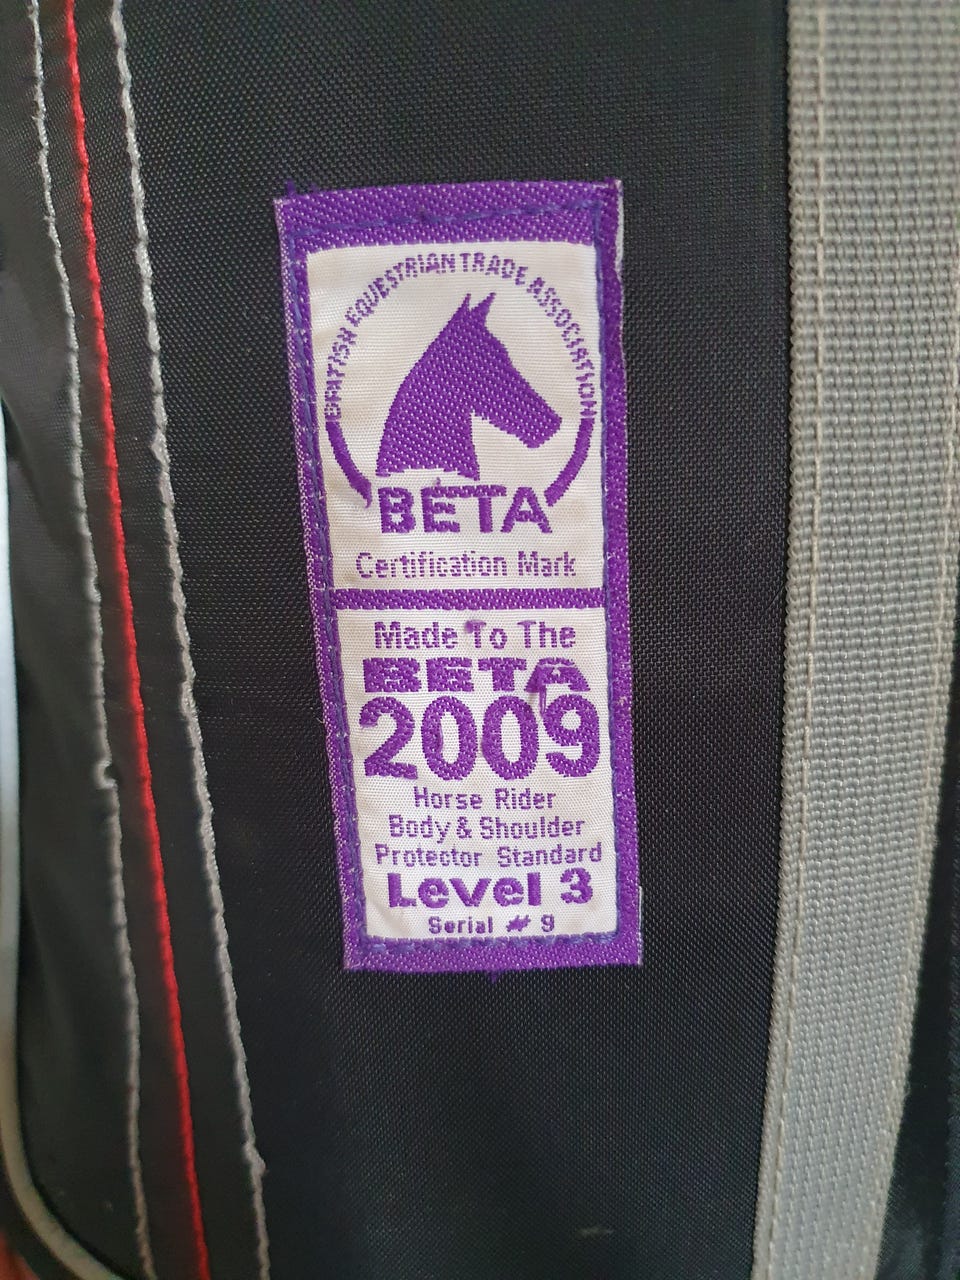 BRITISH EQUESTRIAN TRADE ASSOCIATION
BETA
Certification Mark
Made To The
BETA
2009
Horse Rider
Body & Shoulder
Protector Standard
Level 3
Serial # 9